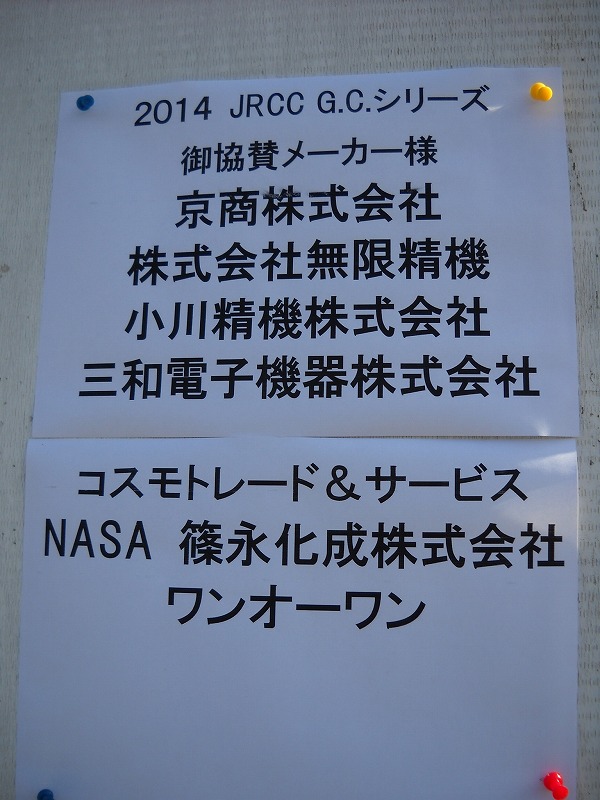 2014 JRCC G.C.シリーズ
御協賛メーカー様
京商株式会社
株式会社無限精機
小川精機株式会社
三和電子機器株式会社
コスモトレード＆サービス
NASA 篠永化成株式会社
ワンオーワン